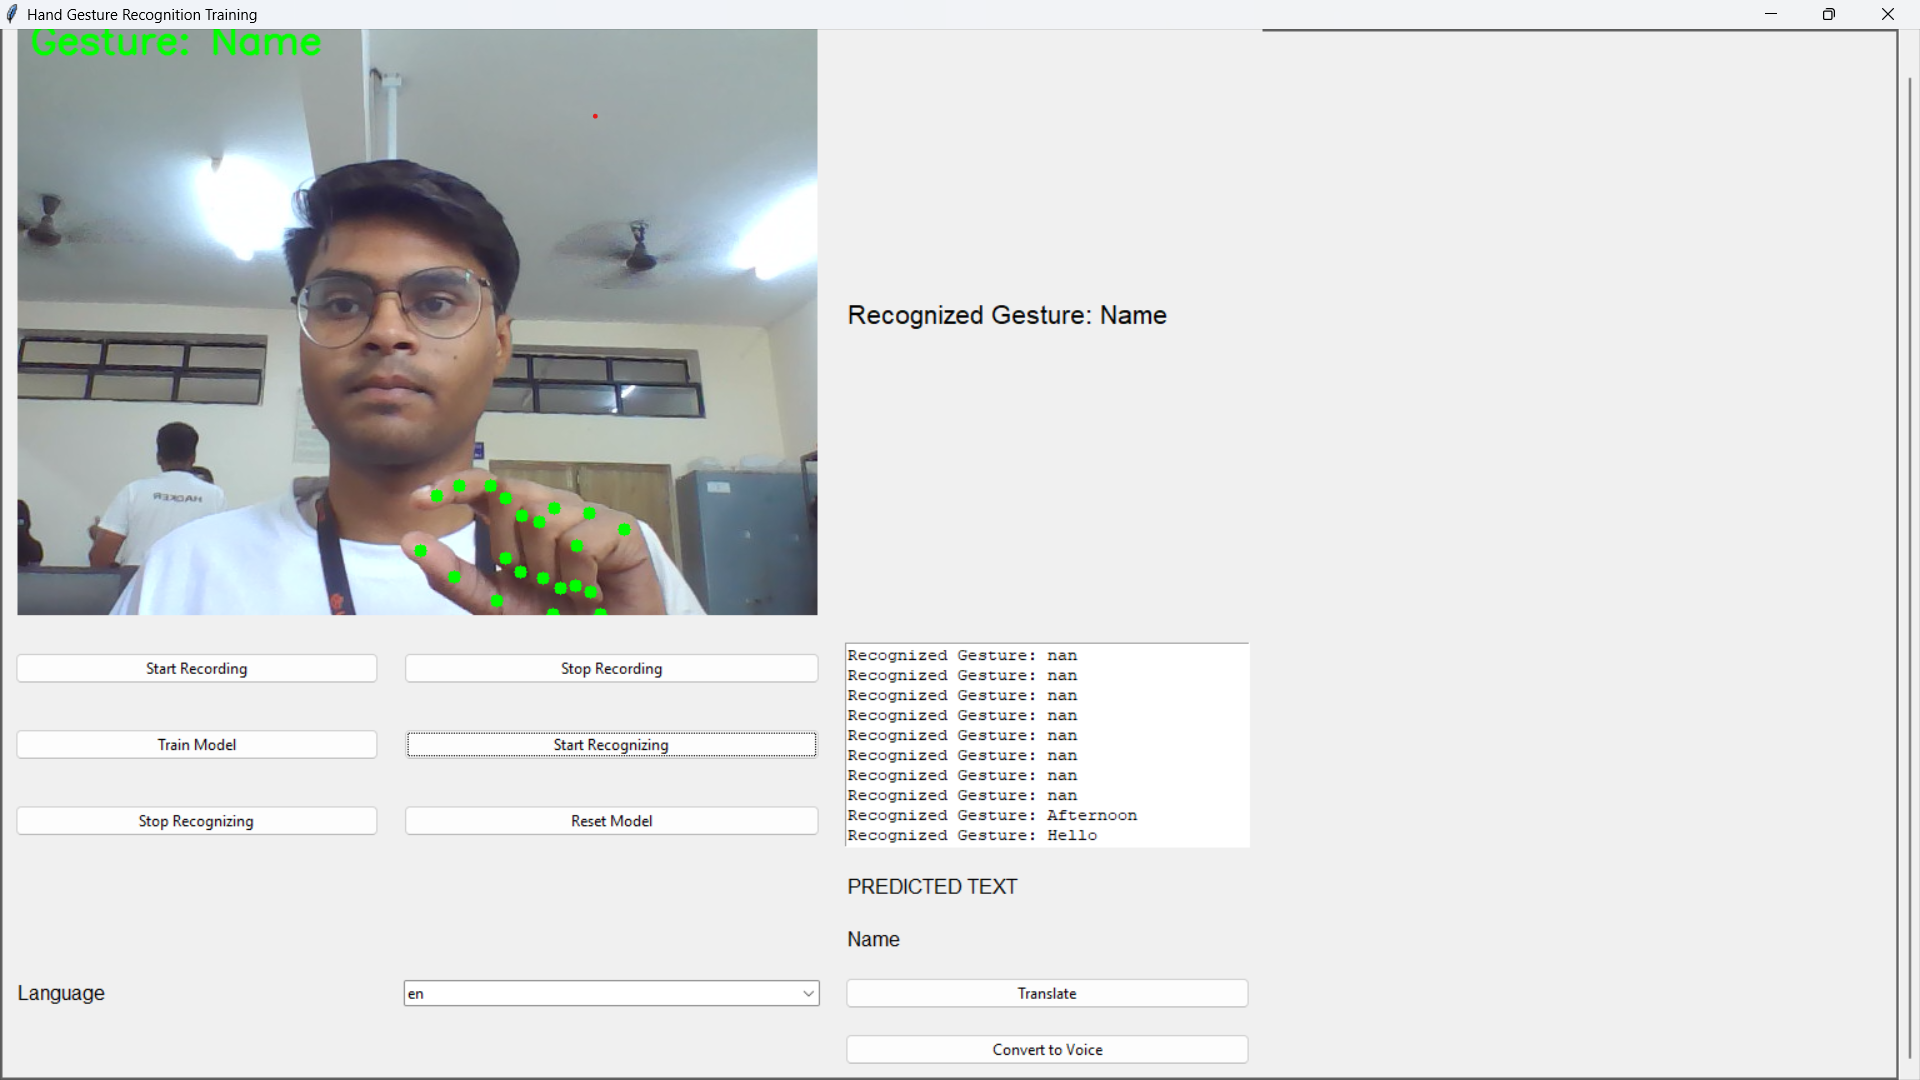 Hand Gesture Recognition Training
Gesture: Name
HACKER
Recognized Gesture: Name
Start Recording
Stop Recording
Train Model
Start Recognizing
Stop Recognizing
Reset Model
Recognized Gesture: nan
Recognized Gesture: nan
Recognized Gesture: nan
Recognized Gesture: nan
Recognized Gesture: nan
Recognized Gesture: nan
Recognized Gesture: nan
Recognized Gesture: nan
Recognized Gesture: Afternoon
Recognized Gesture: Hello
PREDICTED TEXT
Name
Language
en
Translate
Convert to Voice